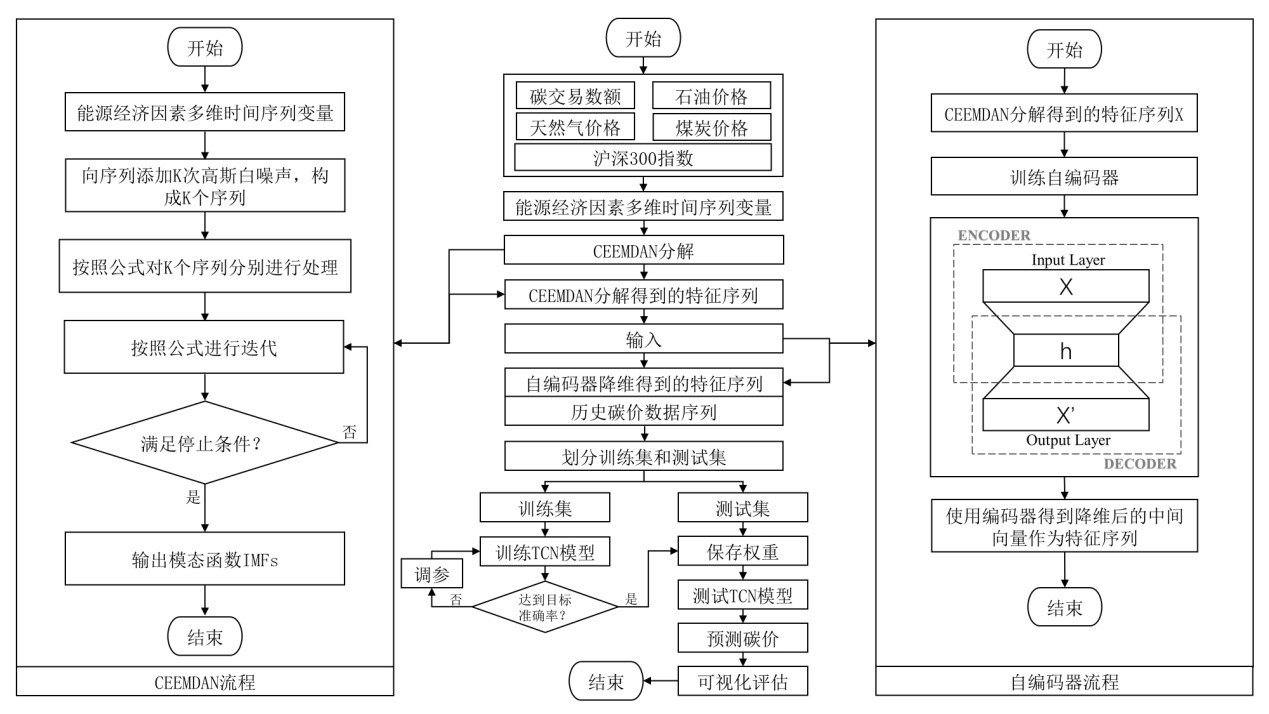 开始
能源经济因素多维时间序列变量
向序列添加K次高斯白噪声，构
成K个序列
按照公式对K个序列分别进行处理
按照公式进行迭代
满足停止条件？
否
是
输出模态函数IMFs
结束
CEEMDAN流程
开始
碳交易数额
石油价格
天然气价格
煤炭价格
沪深300指数
能源经济因素多维时间序列变量
CEEMDAN分解
CEEMDAN分解得到的特征序列
输入
自编码器降维得到的特征序列
历史碳价数据序列
划分训练集和测试集
训练集
测试集
训练TCN模型
保存权重
调参
达到目标
准确率？
否
是
测试TCN模型
预测碳价
可视化评估
结束
开始
CEEMDAN分解得到的特征序列X
训练自编码器
ENCODER
Input Layer
X
h
X'
Output Layer
DECODER
使用编码器得到降维后的中间
向量作为特征序列
结束
自编码器流程